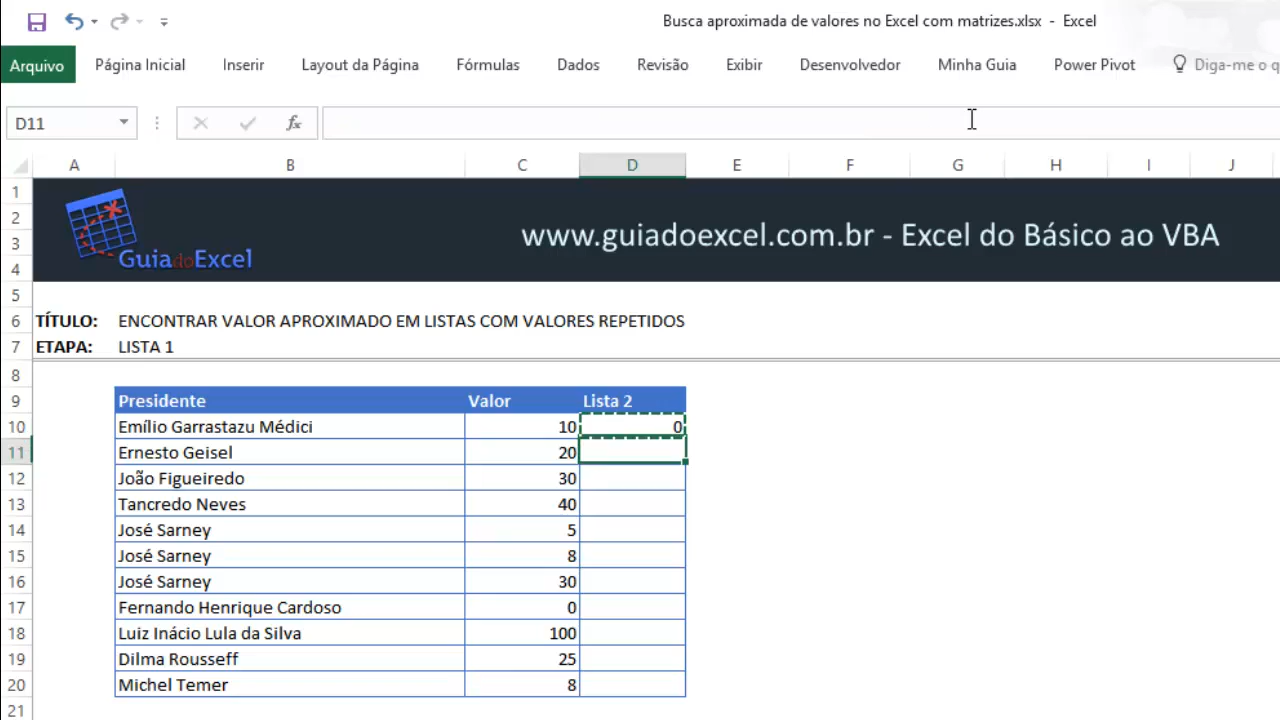 Busca aproximada de valores no Excel com matrizes.xlsx - Excel
Arquivo Página Inicial Inserir Layout da Página Fórmulas Dados Revisão Exibir Desenvolvedor Minha Guia Power Pivot Diga-me o q
D11 fx
A B C D E F G H I J
1
2
3 www.guiadoexcel.com.br - Excel do Básico ao VBA
4 GuiadoExcel
5
6 TÍTULO: ENCONTRAR VALOR APROXIMADO EM LISTAS COM VALORES REPETIDOS
7 ETAPA: LISTA 1
8
9 Presidente Valor Lista 2
10 Emílio Garrastazu Médici 10 0
11 Ernesto Geisel 20
12 João Figueiredo 30
13 Tancredo Neves 40
14 José Sarney 5
15 José Sarney 8
16 José Sarney 30
17 Fernando Henrique Cardoso 0
18 Luiz Inácio Lula da Silva 100
19 Dilma Rousseff 25
20 Michel Temer 8
21